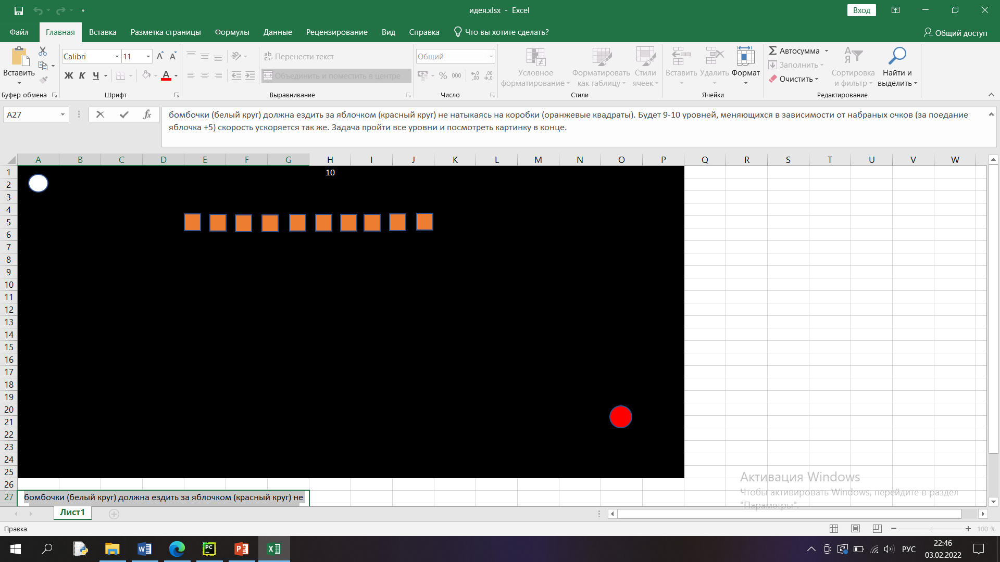 идея.xlsx - Excel
Вход
Файл Главная Вставка Разметка страницы Формулы Данные Рецензирование Вид Справка Что вы хотите сделать? Общий доступ
Calibri 11 Перенести текст Общий Автосумма
Вставить Условное Форматировать Стили Вставить Удалить Формат Заполнить Сортировка Найти и
Ж К Ч А Объединить и поместить в центре % 000 форматирование как таблицу ячеек Очистить и фильтр выделить
Буфер обмена Шрифт Выравнивание Число Стили Ячейки Редактирование
A27 fx бомбочки (белый круг) должна ездить за яблочком (красный круг) не натыкаясь на коробки (оранжевые квадраты). Будет 9-10 уровней, меняющихся в зависимости от набраных очков (за поедание
яблочка +5) скорость ускоряется так же. Задача пройти все уровни и посмотреть картинку в конце.
A B C D E F G H I J K L M N O P Q R S T U V W
1 10
2
3
4
5
6
7
8
9
10
11
12
13
14
15
16
17
18
19
20
21
22
23
24
25
26
27 бомбочки (белый круг) должна ездить за яблочком (красный круг) не
Активация Windows
Чтобы активировать Windows, перейдите в раздел
"Параметры".
Лист1
Правка 100 %
РУС 22:46
03.02.2022